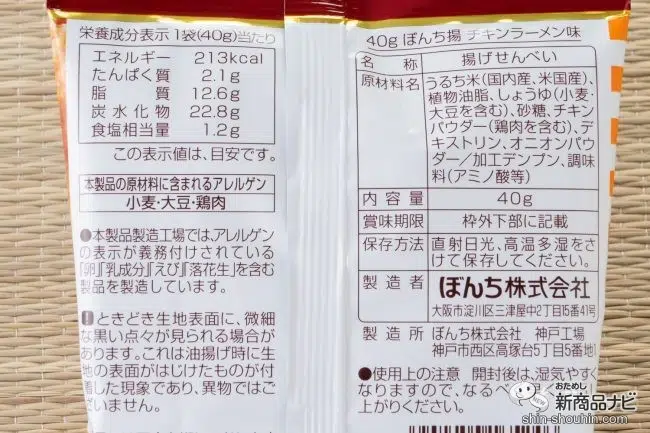 栄養成分表示 1袋(40g)当たり
エネルギー 213kcal
たんぱく質 2.1g
脂質 12.6g
炭水化物 22.8g
食塩相当量 1.2g
この表示値は、目安です。
本製品の原材料に含まれるアレルゲン
小麦・大豆・鶏肉
●本製品製造工場では、アレルゲン
の表示が義務付けされている
「卵」「乳成分」「えび」「落花生」を含む
製品を製造しています。
!ときどき生地表面に、微細
な黒い点々が見られる場合が
あります。これは油揚げ時に生
地の表面がはじけたものが付
着した現象であり、異物ではご
ざいません。
40g ぼんち揚 チキンラーメン味
名称 揚げせんべい
原材料名 うるち米(国内産、米国産)、
植物油脂、しょうゆ(小麦・
大豆を含む)、砂糖、チキン
パウダー(鶏肉を含む)、デ
キストリン、オニオンパウ
ダー/加工デンプン、調味
料(アミノ酸等)
内容量 40g
賞味期限 枠外下部に記載
保存方法 直射日光、高温多湿をさ
けて保存してください。
製造者 ぼんち株式会社
大阪市淀川区三津屋中2丁目15番41号
製造所 ぼんち株式会社 神戸工場
神戸市西区高塚台5丁目5番地1
●使用上の注意 開封後は、湿気やすく
なりますので、なるべ
上がりください。
おためし
新商品ナビ
shin-shouhin.com